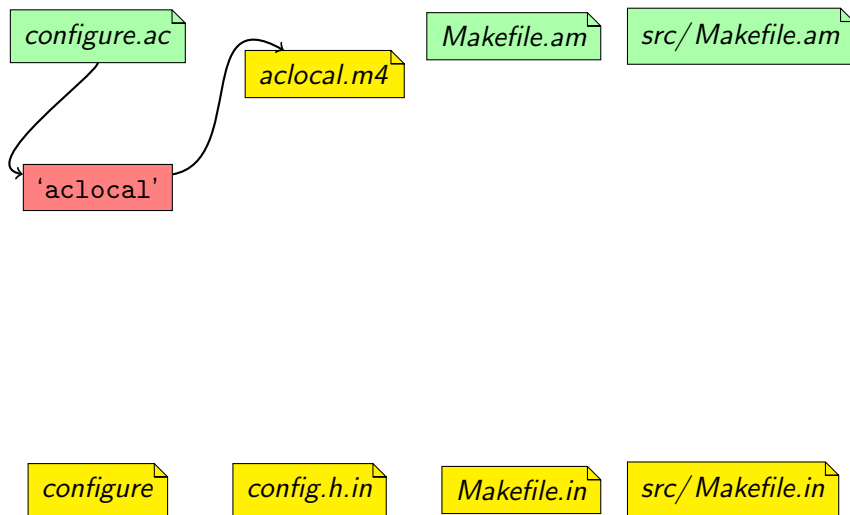 configure.ac
aclocal.m4
Makefile.am
src/Makefile.am
‘aclocal’
configure
config.h.in
Makefile.in
src/Makefile.in